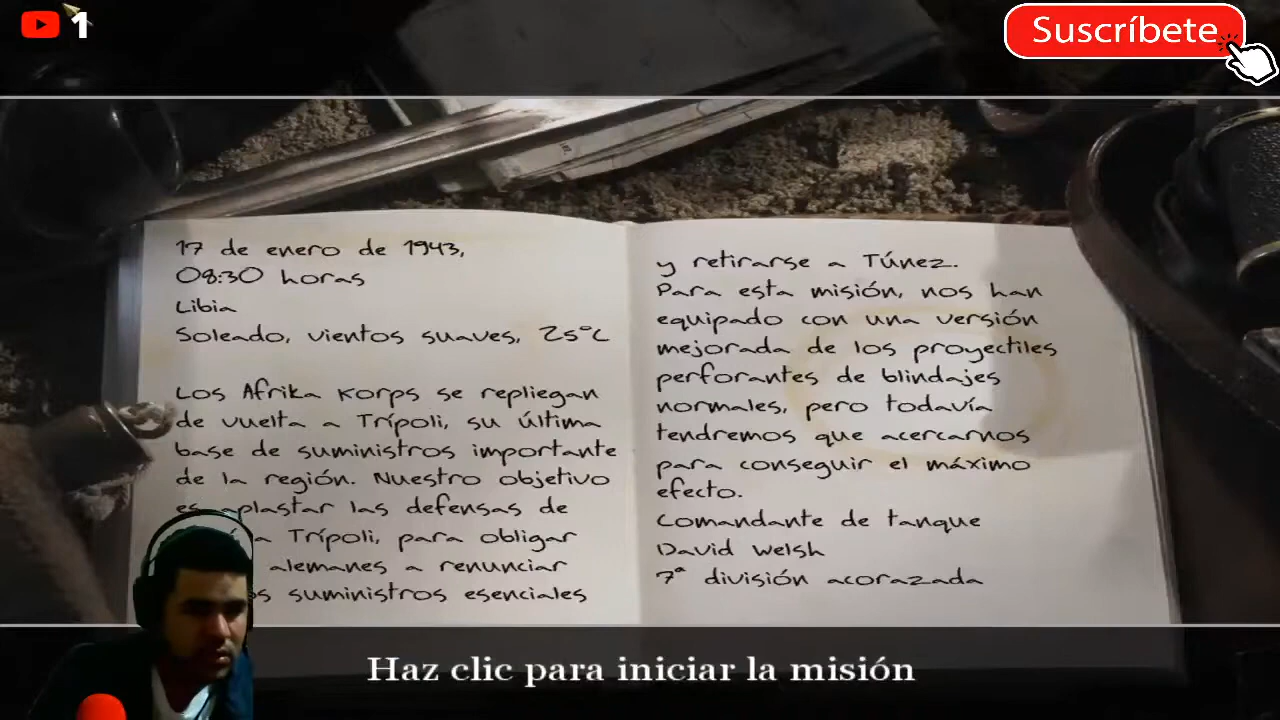 1
Suscríbete
17 de enero de 1943,
08:30 horas
Libia
Soleado, vientos suaves, 25ºC
Los Afrika Korps se repliegan
de vuelta a Trípoli, su última
base de suministros importante
de la región. Nuestro objetivo
es aplastar las defensas de
a Trípoli, para obligar
alemanes a renunciar
suministros esenciales
y retirarse a Túnez.
Para esta misión, nos han
equipado con una versión
mejorada de los proyectiles
perforantes de blindajes
normales, pero todavía
tendremos que acercarnos
para conseguir el máximo
efecto.
Comandante de tanque
David Welsh
7ª división acorazada
Haz clic para iniciar la misión